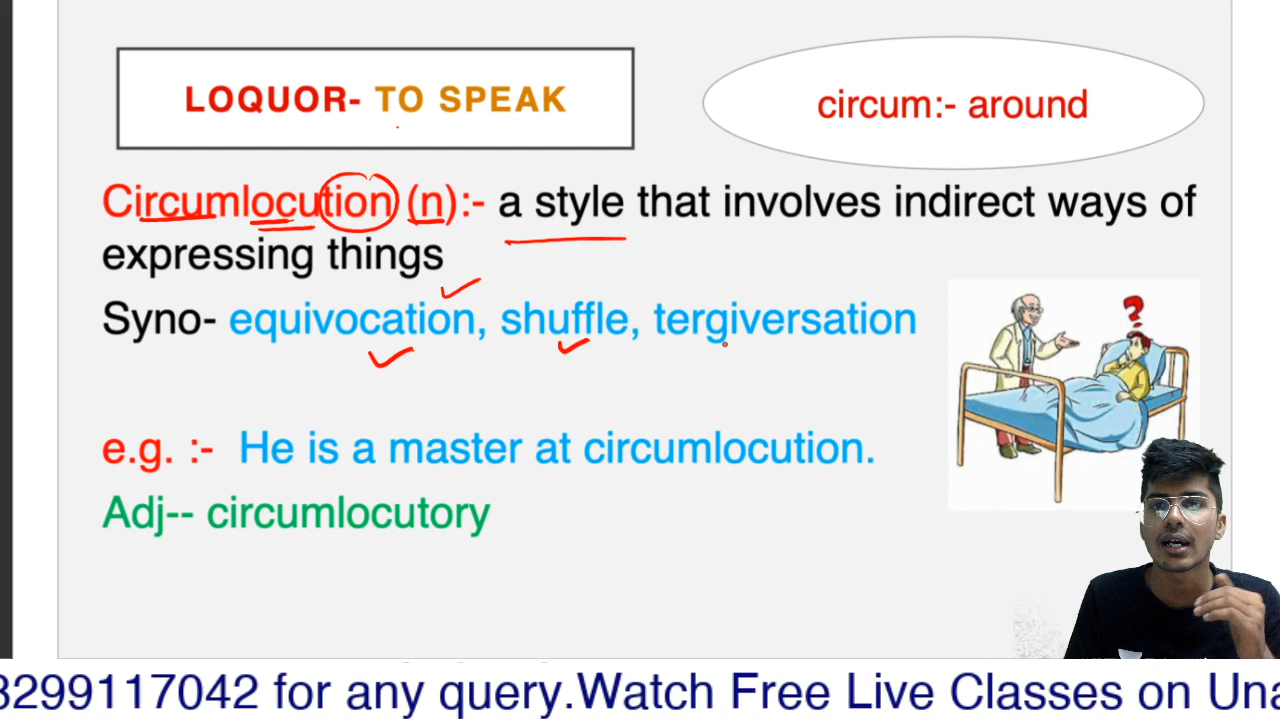 LOQUOR- TO SPEAK
circum:- around
Circumlocution (n):- a style that involves indirect ways of
expressing things
Syno- equivocation, shuffle, tergiversation
?
e.g. :- He is a master at circumlocution.
Adj-- circumlocutory
8299117042 for any query.Watch Free Live Classes on Una